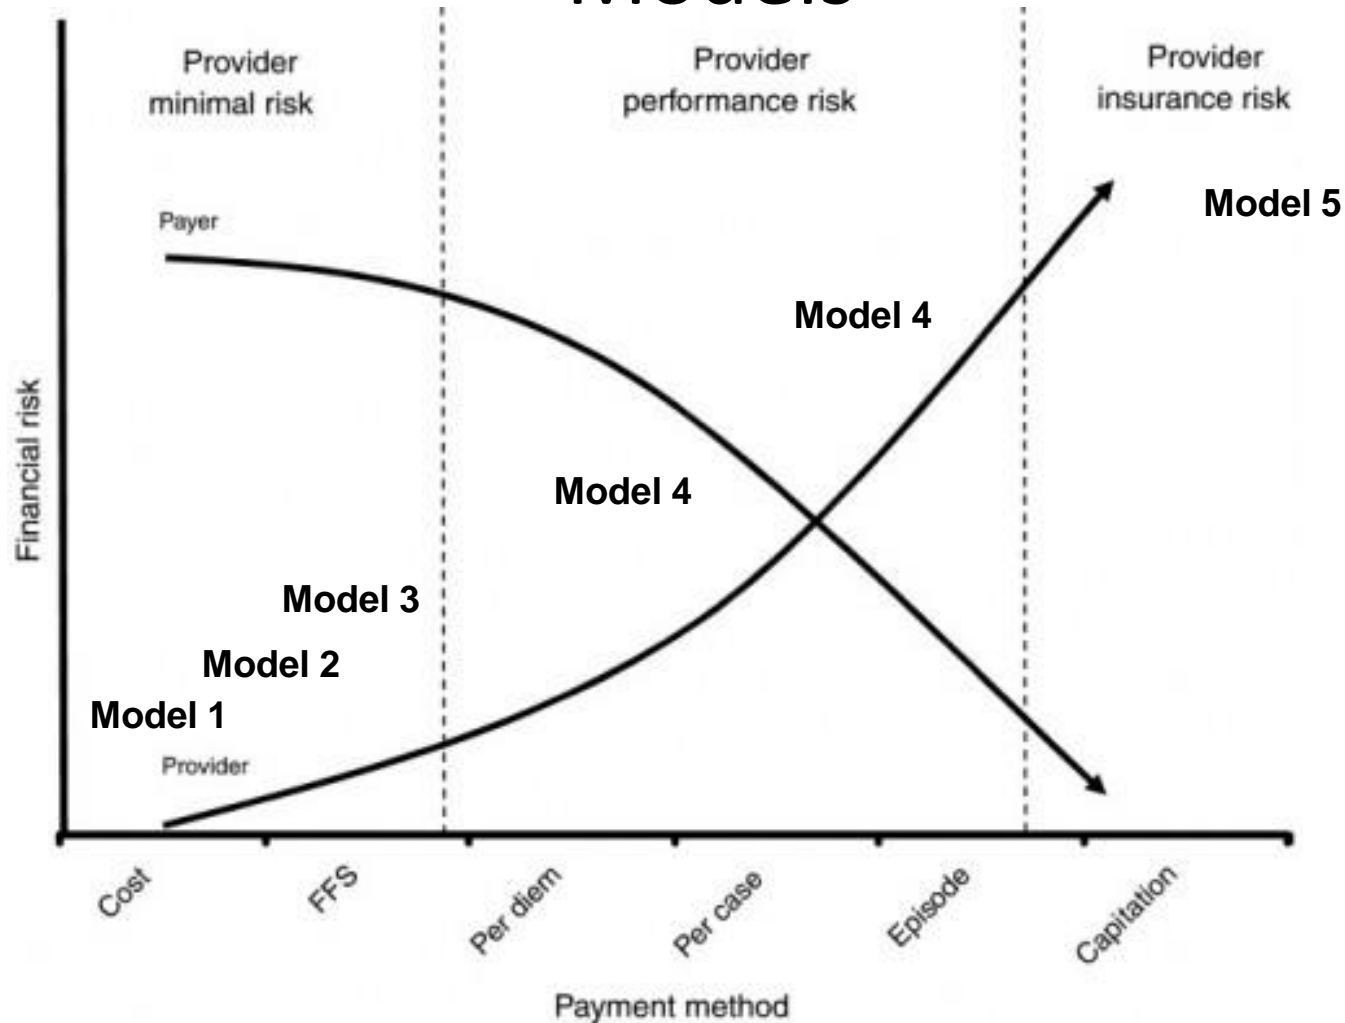 Models
Provider
minimal risk
Provider
performance risk
Provider
insurance risk
Payer
Model 5
Model 4
Model 4
Model 3
Model 2
Model 1
Provider
Financial risk
Cost
FFS
Per diem
Per case
Episode
Capitation
Payment method